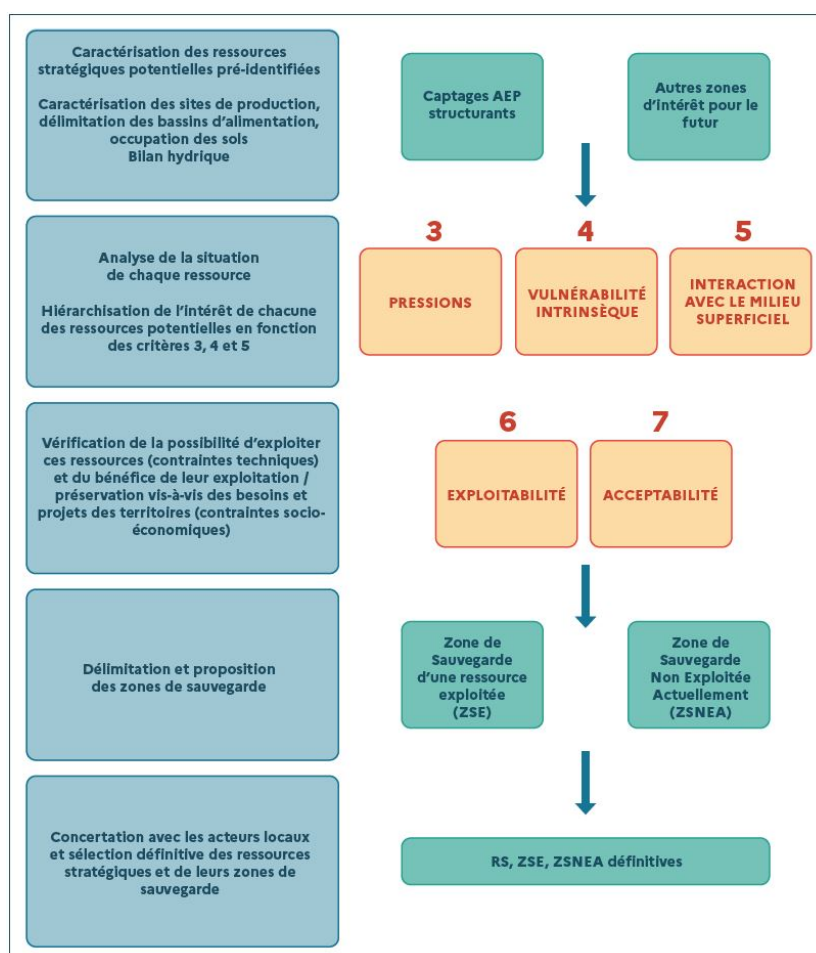 Caractérisation des ressources
stratégiques potentielles pré-identifiées
Caractérisation des sites de production,
délimitation des bassins d'alimentation,
occupation des sols
Bilan hydrique
Captages AEP
structurants
Autres zones
d'intérêt pour le
futur
Analyse de la situation
de chaque ressource
Hiérarchisation de l'intérêt de chacune
des ressources potentielles en fonction
des critères 3, 4 et 5
3
PRESSIONS
4
VULNÉRABILITÉ
INTRINSÈQUE
5
INTERACTION
AVEC LE MILIEU
SUPERFICIEL
Vérification de la possibilité d'exploiter
ces ressources (contraintes techniques)
et du bénéfice de leur exploitation /
préservation vis-à-vis des besoins et
projets des territoires (contraintes socio-
économiques)
6
EXPLOITABILITÉ
7
ACCEPTABILITÉ
Délimitation et proposition
des zones de sauvegarde
Zone de
Sauvegarde
d'une ressource
exploitée
(ZSE)
Zone de
Sauvegarde
Non Exploitée
Actuellement
(ZSNEA)
Concertation avec les acteurs locaux
et sélection définitive des ressources
stratégiques et de leurs zones de
sauvegarde
RS, ZSE, ZSNEA définitives